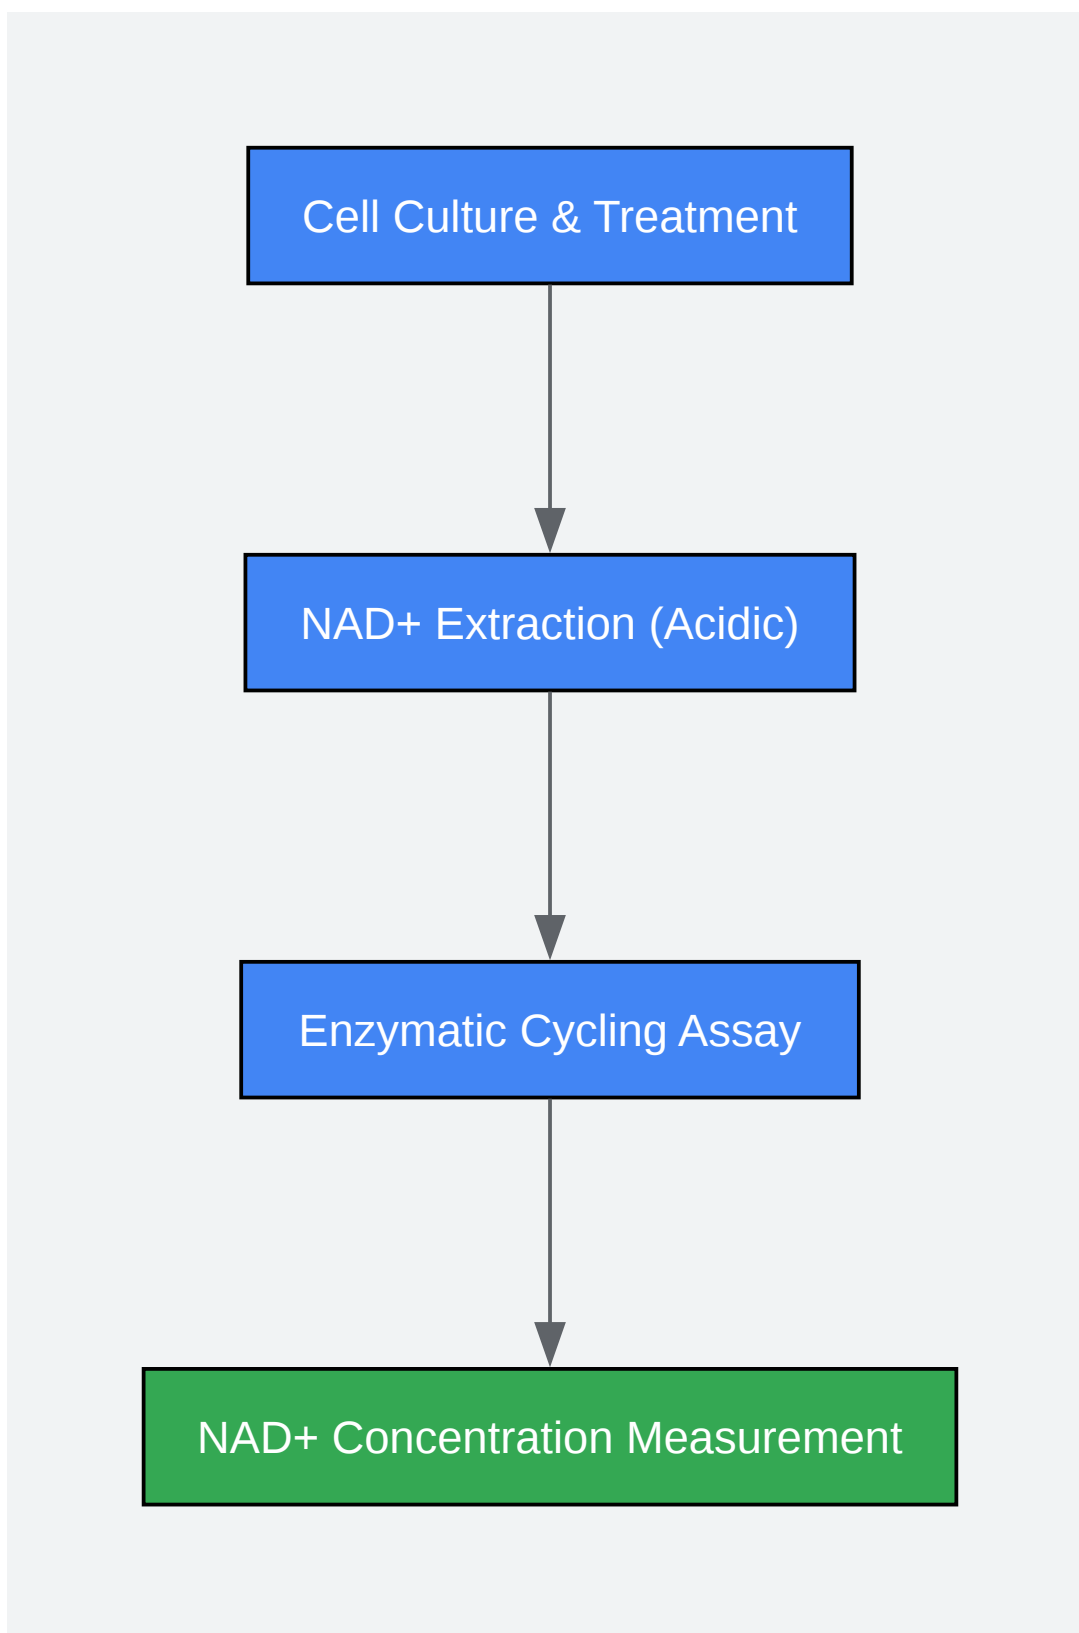 Cell Culture & Treatment
NAD+ Extraction (Acidic)
Enzymatic Cycling Assay
NAD+ Concentration Measurement